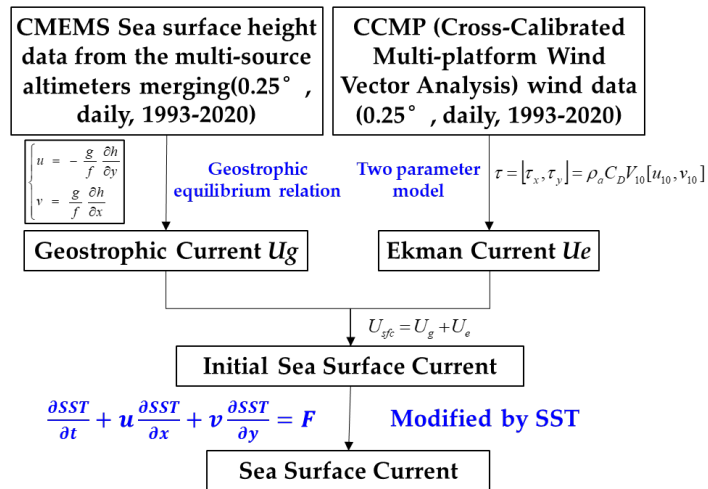 CMEMS Sea surface height
data from the multi-source
altimeters merging(0.25° ,
daily, 1993-2020)
CCMP (Cross-Calibrated
Multi-platform Wind
Vector Analysis) wind data
(0.25° , daily, 1993-2020)
u = - g/f ∂h/∂y
v = g/f ∂h/∂x
Geostrophic
equilibrium relation
Two parameter
model
τ = ⌊τx, τy⌋ = ρaCDV10[u10, v10]
Geostrophic Current Ug
Ekman Current Ue
Usfc = Ug + Ue
Initial Sea Surface Current
∂SST/∂t + u ∂SST/∂x + v ∂SST/∂y = F
Modified by SST
Sea Surface Current